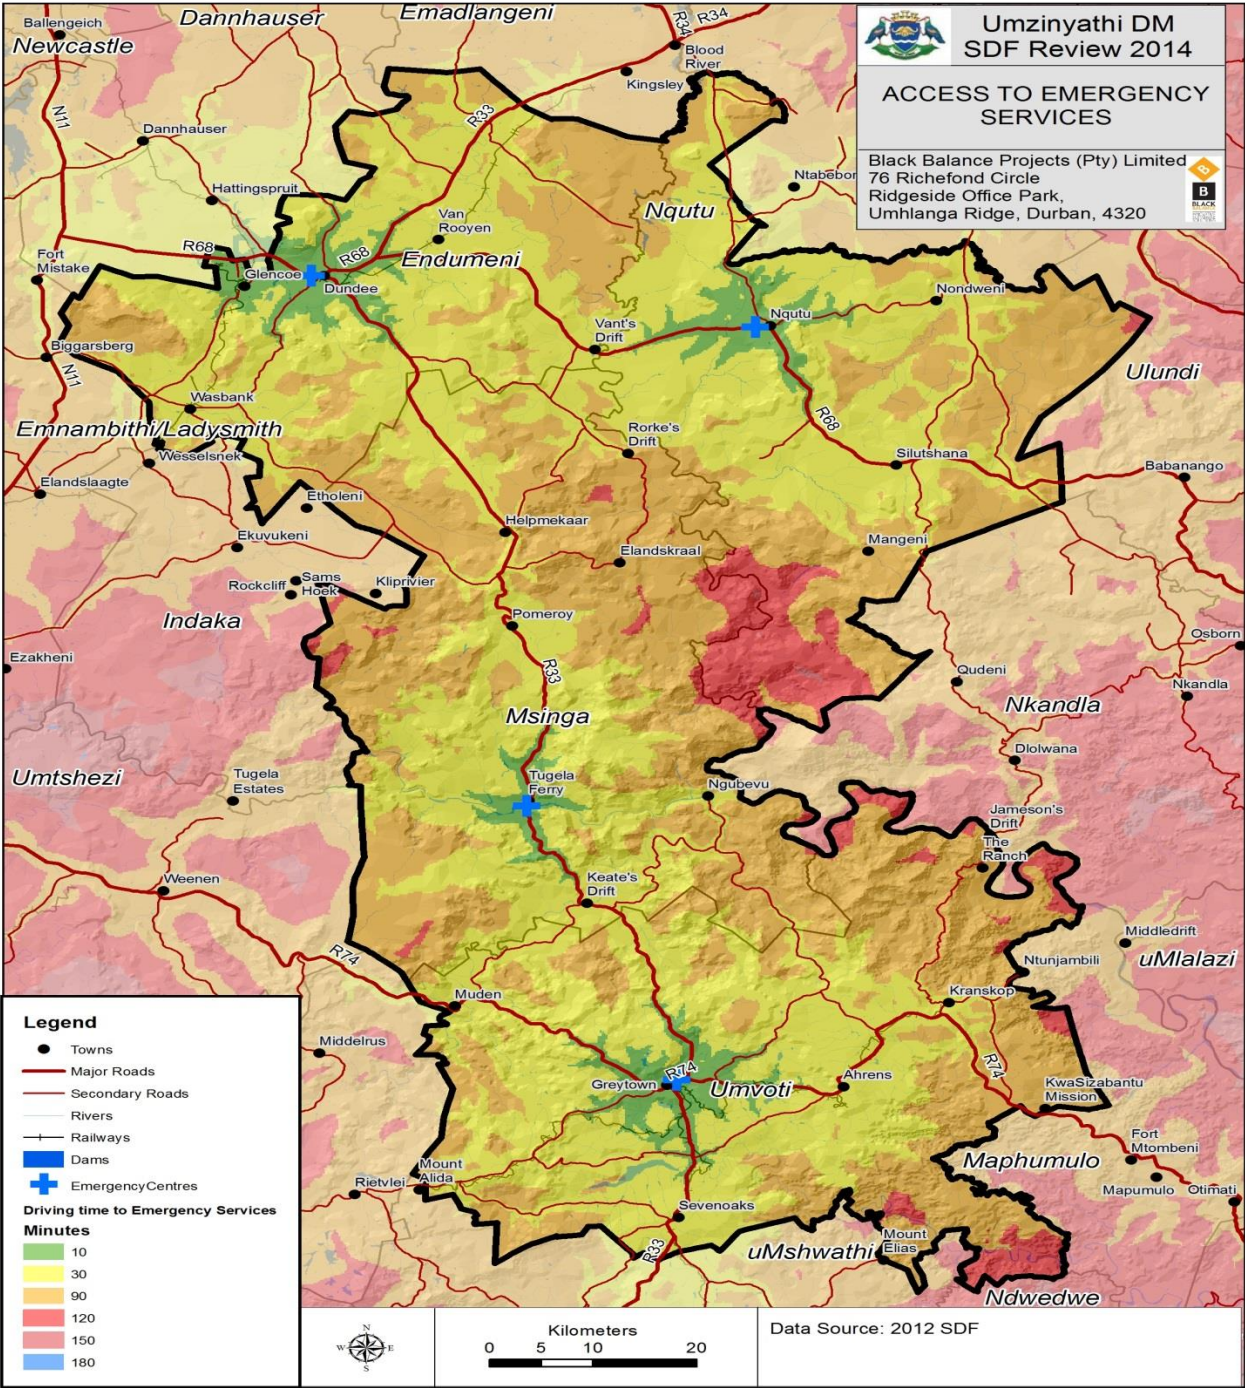 Umzinyathi DM
SDF Review 2014
ACCESS TO EMERGENCY
SERVICES
Black Balance Projects (Pty) Limited
76 Richefond Circle
Ridgeside Office Park,
Umhlanga Ridge, Durban, 4320
B
BLACK
Ballengeich
Newcastle
Dannhauser
Emadlangeni
R34
R34
Blood
River
Kingsley
N11
R33
Dannhauser
Hattingspruit
Ntabebor
Nqutu
Van
Rooyen
R68
R68
Endumeni
Fort
Mistake
Glencoe
Dundee
Nondweni
Nqutu
Vant's
Drift
Biggarsberg
N11
Ulundi
Wasbank
R68
Emnambithi/Ladysmith
Rorke's
Drift
Wesselsnek
Silutshana
Babanango
Elandslaagte
Etholeni
Helpmekaar
Ekuvukeni
Elandskraal
Mangeni
Rockcliff
Sams
Hoek
Kliprivier
Indaka
Pomeroy
Osborn
Ezakheni
R33
Qudeni
Nkandla
Nkandla
Msinga
Dlolwana
Umtshezi
Tugela
Estates
Tugela
Ferry
Ngubevu
Jameson's
Drift
The
Ranch
Weenen
Keate's
Drift
Middledrift
R74
Ntunjambili
uMlalazi
Muden
Kranskop
Middelrus
R74
R74
Greytown
Umvoti
Ahrens
KwaSizabantu
Mission
Fort
Mtombeni
Maphumulo
Mount
Alida
Rietvlei
Mapumulo
Otimati
Sevenoaks
R33
uMshwathi
Mount
Elias
Ndwedwe
Legend
Towns
Major Roads
Secondary Roads
Rivers
Railways
Dams
EmergencyCentres
Driving time to Emergency Services
Minutes
10
30
90
120
150
180
N
W
E
S
Kilometers
0 5 10 20
Data Source: 2012 SDF